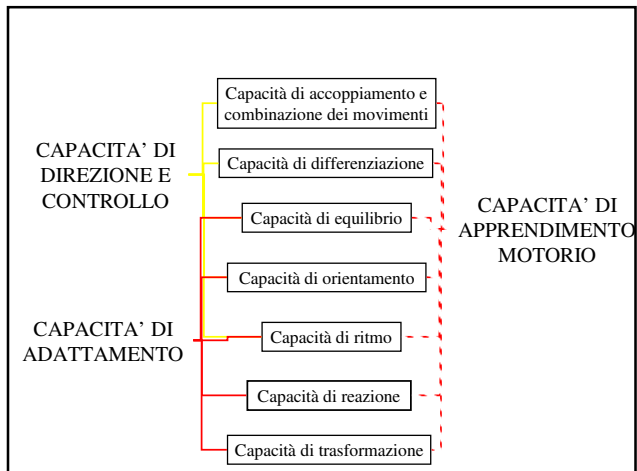 CAPACITA’ DI
DIREZIONE E
CONTROLLO
CAPACITA’ DI
ADATTAMENTO
Capacità di accoppiamento e
combinazione dei movimenti
Capacità di differenziazione
Capacità di equilibrio
Capacità di orientamento
Capacità di ritmo
Capacità di reazione
Capacità di trasformazione
CAPACITA’ DI
APPRENDIMENTO
MOTORIO